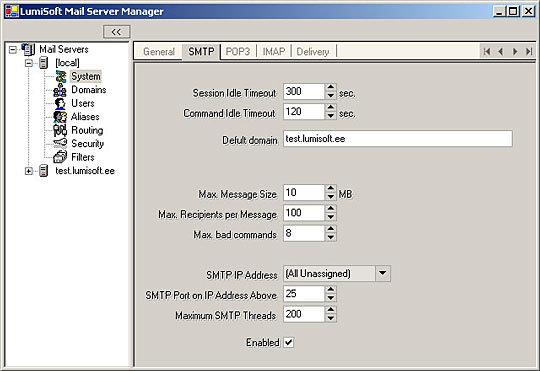 LumiSoft Mail Server Manager
<<
Mail Servers
[local]
System
Domains
Users
Aliases
Routing
Security
Filters
test.lumisoft.ee
General SMTP POP3 IMAP Delivery
Session Idle Timeout 300 sec.
Command Idle Timeout 120 sec.
Defult domain test.lumisoft.ee
Max. Message Size 10 MB
Max. Recipients per Message 100
Max. bad commands 8
SMTP IP Address (All Unassigned)
SMTP Port on IP Address Above 25
Maximum SMTP Threads 200
Enabled